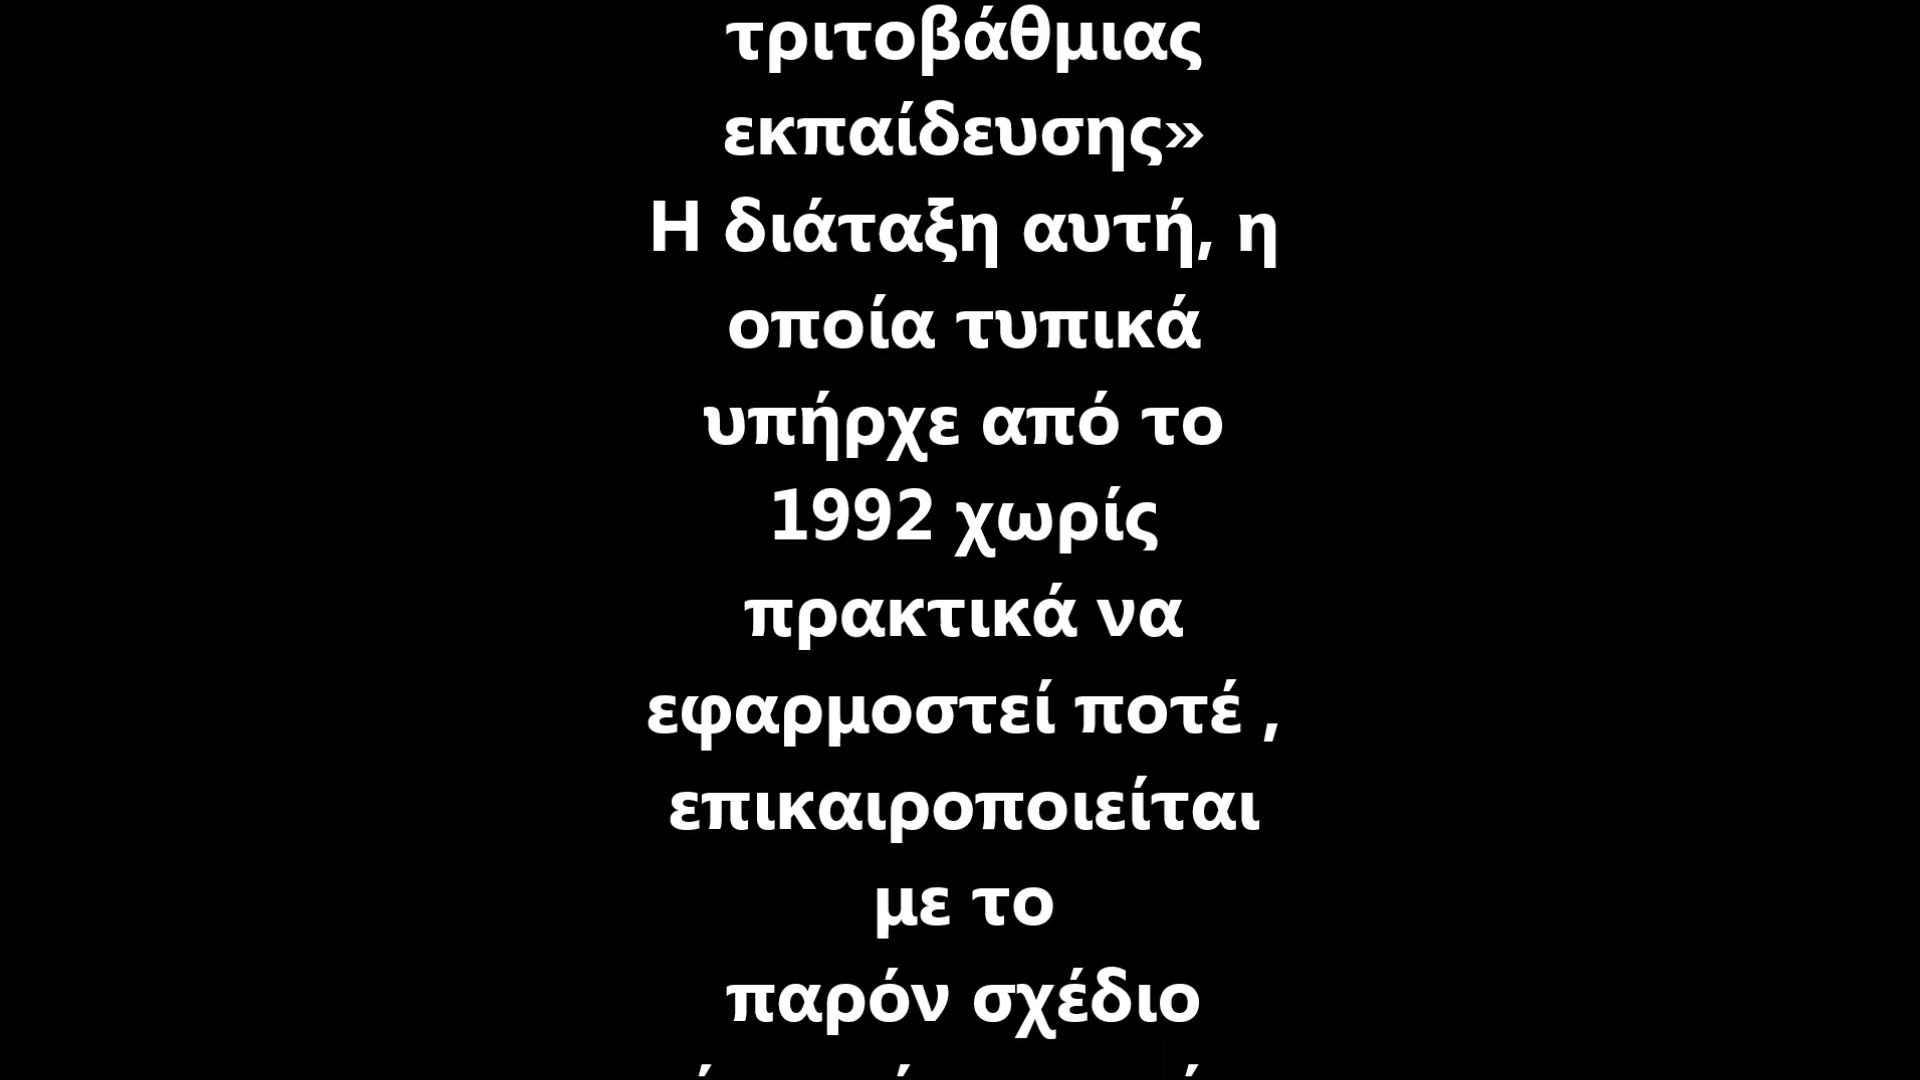 τριτοβάθμιας
εκπαίδευσης»
Η διάταξη αυτή, η
οποία τυπικά
υπήρχε από το
1992 χωρίς
πρακτικά να
εφαρμοστεί ποτέ ,
επικαιροποιείται
με το
παρόν σχέδιο